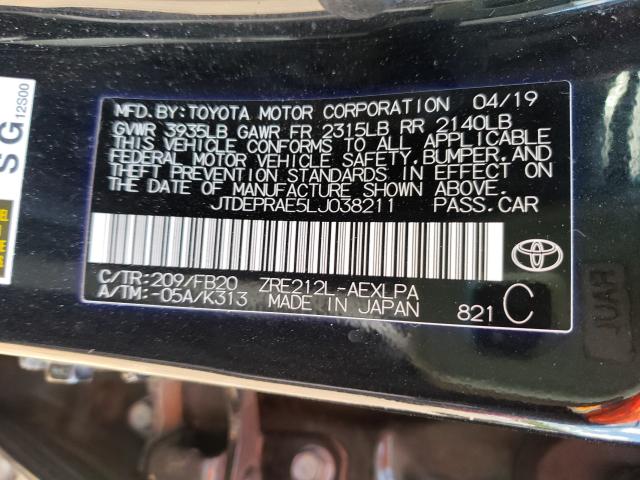 MFD.BY:TOYOTA MOTOR CORPORATION 04/19
GVWR 3935LB GAWR FR 2315LB RR 2140LB
THIS VEHICLE CONFORMS TO ALL APPLICABLE
FEDERAL MOTOR VEHICLE SAFETY,BUMPER,AND
THEFT PREVENTION STANDARDS IN EFFECT ON
THE DATE OF MANUFACTURE SHOWN ABOVE.
JTDEPRAE5LJ038211 PASS.CAR
C/TR:209/FB20 ZRE212L-AEXLPA
A/TM:-05A/K313 MADE IN JAPAN 821 C
SG
12S00